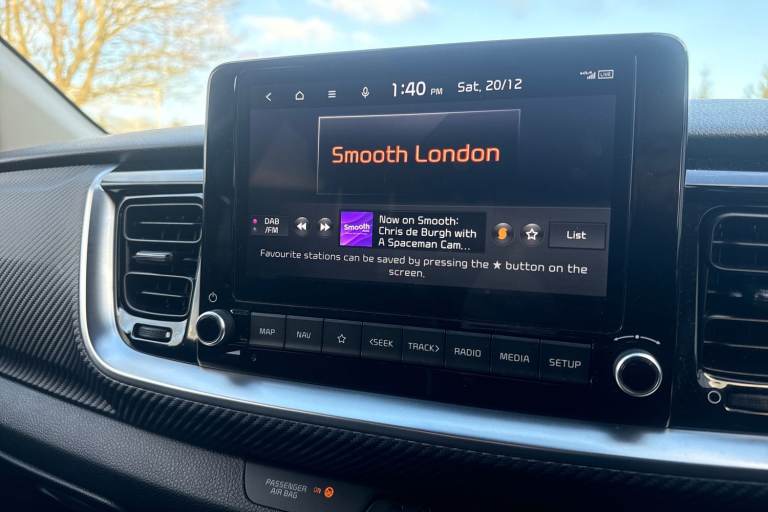 1:40 PM Sat, 20/12
LIVE
Smooth London
DAB
/FM
Smooth
Now on Smooth:
Chris de Burgh with
A Spaceman Cam...
List
Favourite stations can be saved by pressing the ★ button on the
screen.
MAP NAV ☆ <SEEK TRACK> RADIO MEDIA SETUP
PASSENGER
AIR BAG
ON